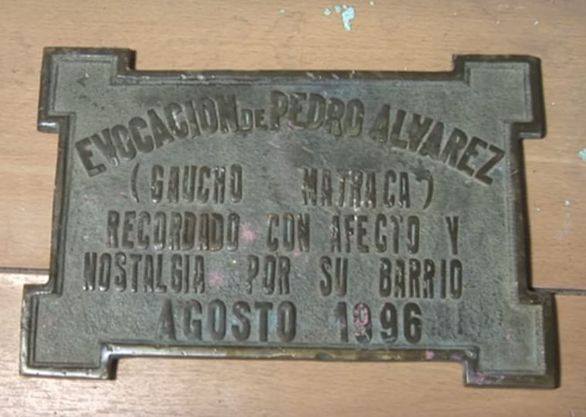 EVOCACION DE PEDRO ALVAREZ
(GAUCHO MATRACA)
RECORDADO CON AFECTO Y
NOSTALGIA POR SU BARRIO
AGOSTO 1996